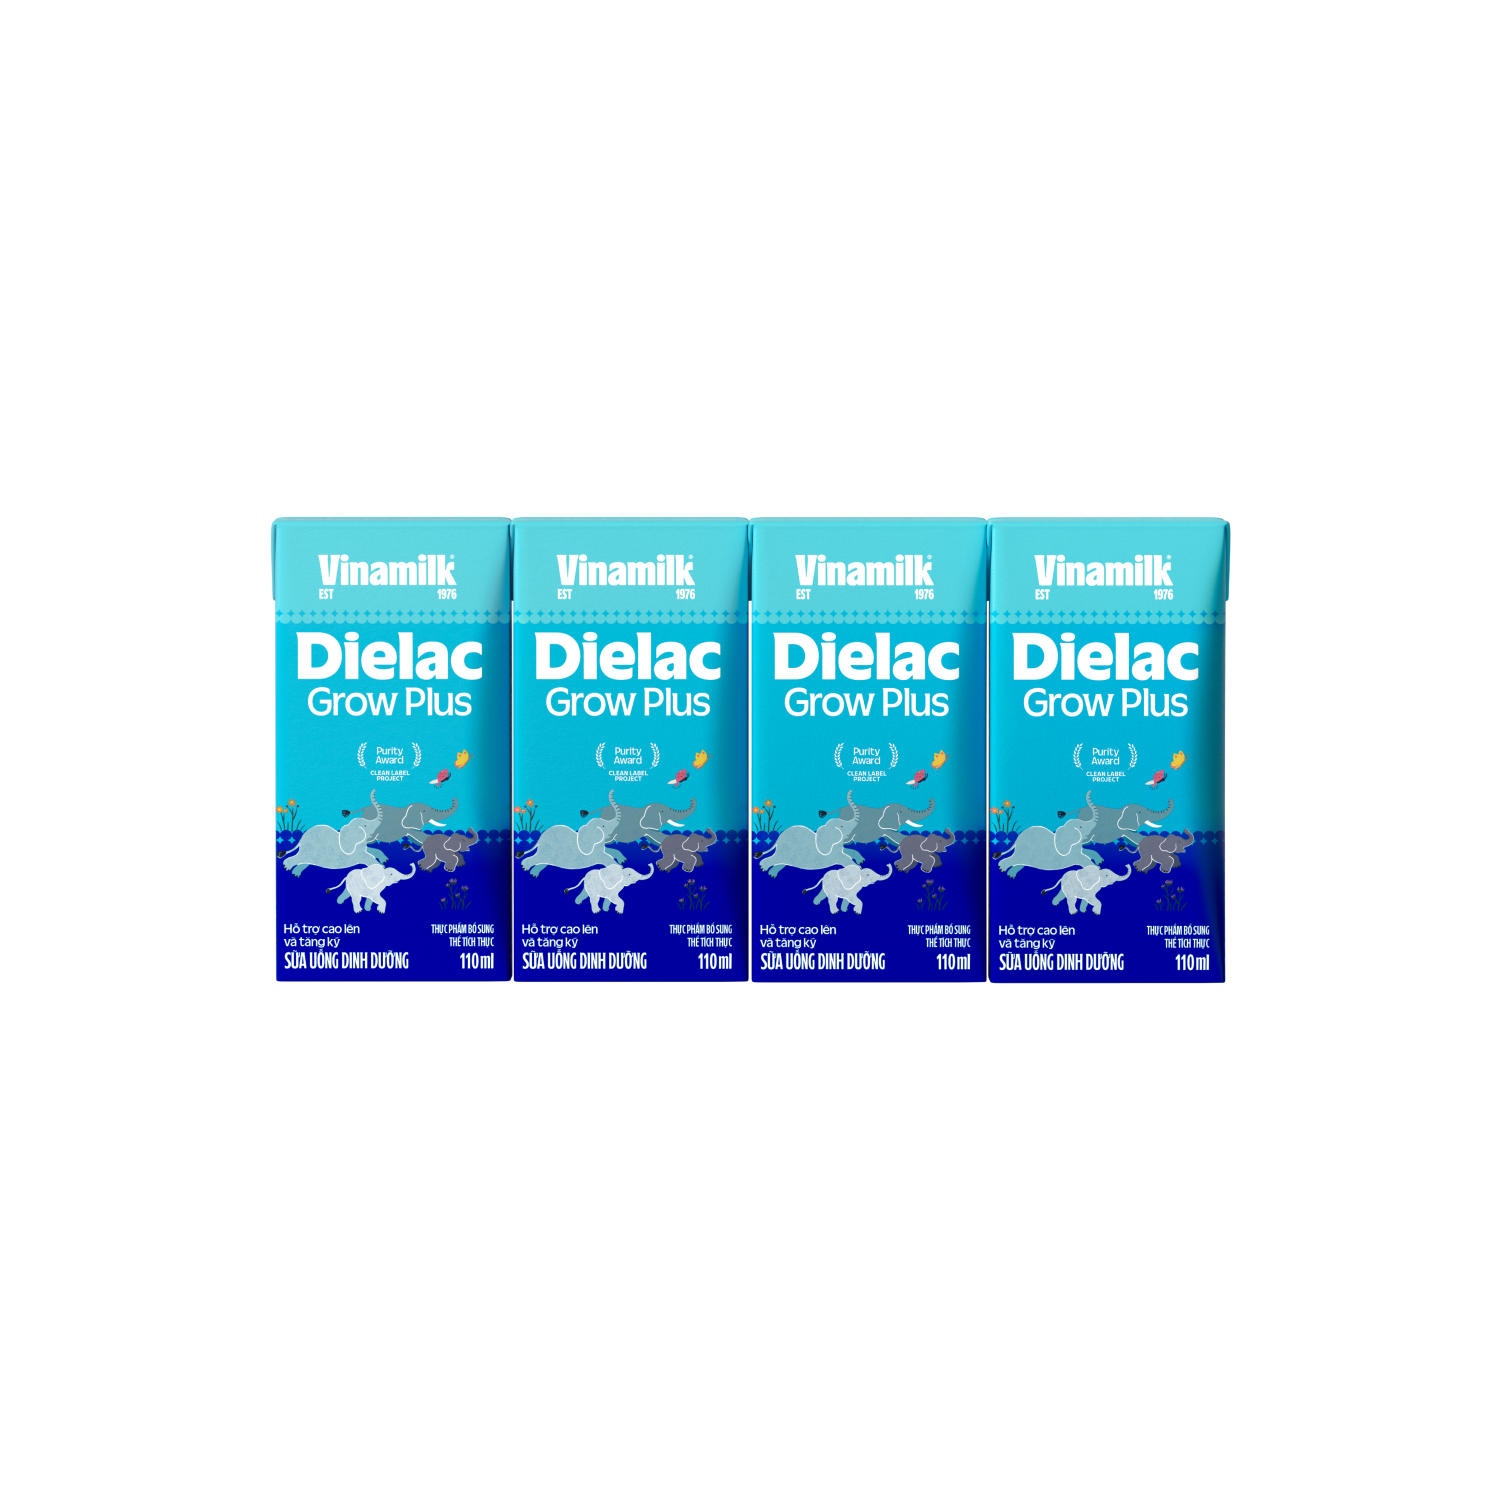 Vinamilk®
EST 1976
Dielac
Grow Plus
Purity
Award
CLEAN LABEL
PROJECT
Hỗ trợ cao lên
và tăng ký
SỮA UỐNG DINH DƯỠNG
THỰC PHẨM BỔ SUNG
THỂ TÍCH THỰC
110 ml
Vinamilk®
EST 1976
Dielac
Grow Plus
Purity
Award
CLEAN LABEL
PROJECT
Hỗ trợ cao lên
và tăng ký
SỮA UỐNG DINH DƯỠNG
THỰC PHẨM BỔ SUNG
THỂ TÍCH THỰC
110 ml
Vinamilk®
EST 1976
Dielac
Grow Plus
Purity
Award
CLEAN LABEL
PROJECT
Hỗ trợ cao lên
và tăng ký
SỮA UỐNG DINH DƯỠNG
THỰC PHẨM BỔ SUNG
THỂ TÍCH THỰC
110 ml
Vinamilk®
EST 1976
Dielac
Grow Plus
Purity
Award
CLEAN LABEL
PROJECT
Hỗ trợ cao lên
và tăng ký
SỮA UỐNG DINH DƯỠNG
THỰC PHẨM BỔ SUNG
THỂ TÍCH THỰC
110 ml